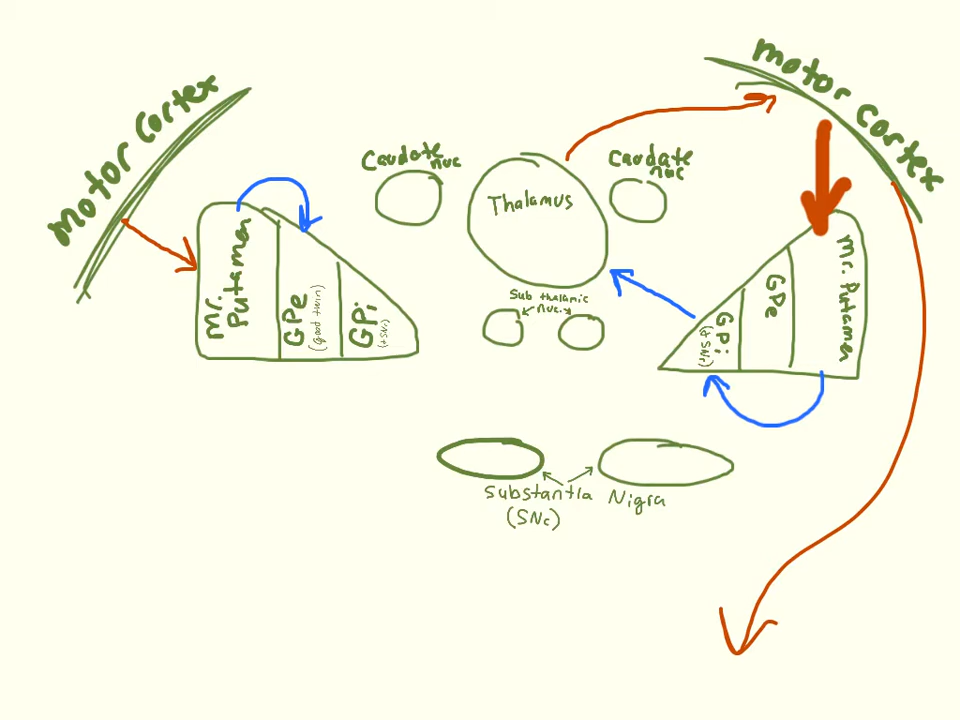 Motor Cortex
motor cortex
Caudate
nuc
Caudate
nuc
Thalamus
Mr.
Putamen
GPe
(good twin)
GPi
(+SNr)
Sub thalamic
nuc.
GPi
(+ SNr)
GPe
Mr. Putamen
Substantia Nigra
(SNc)